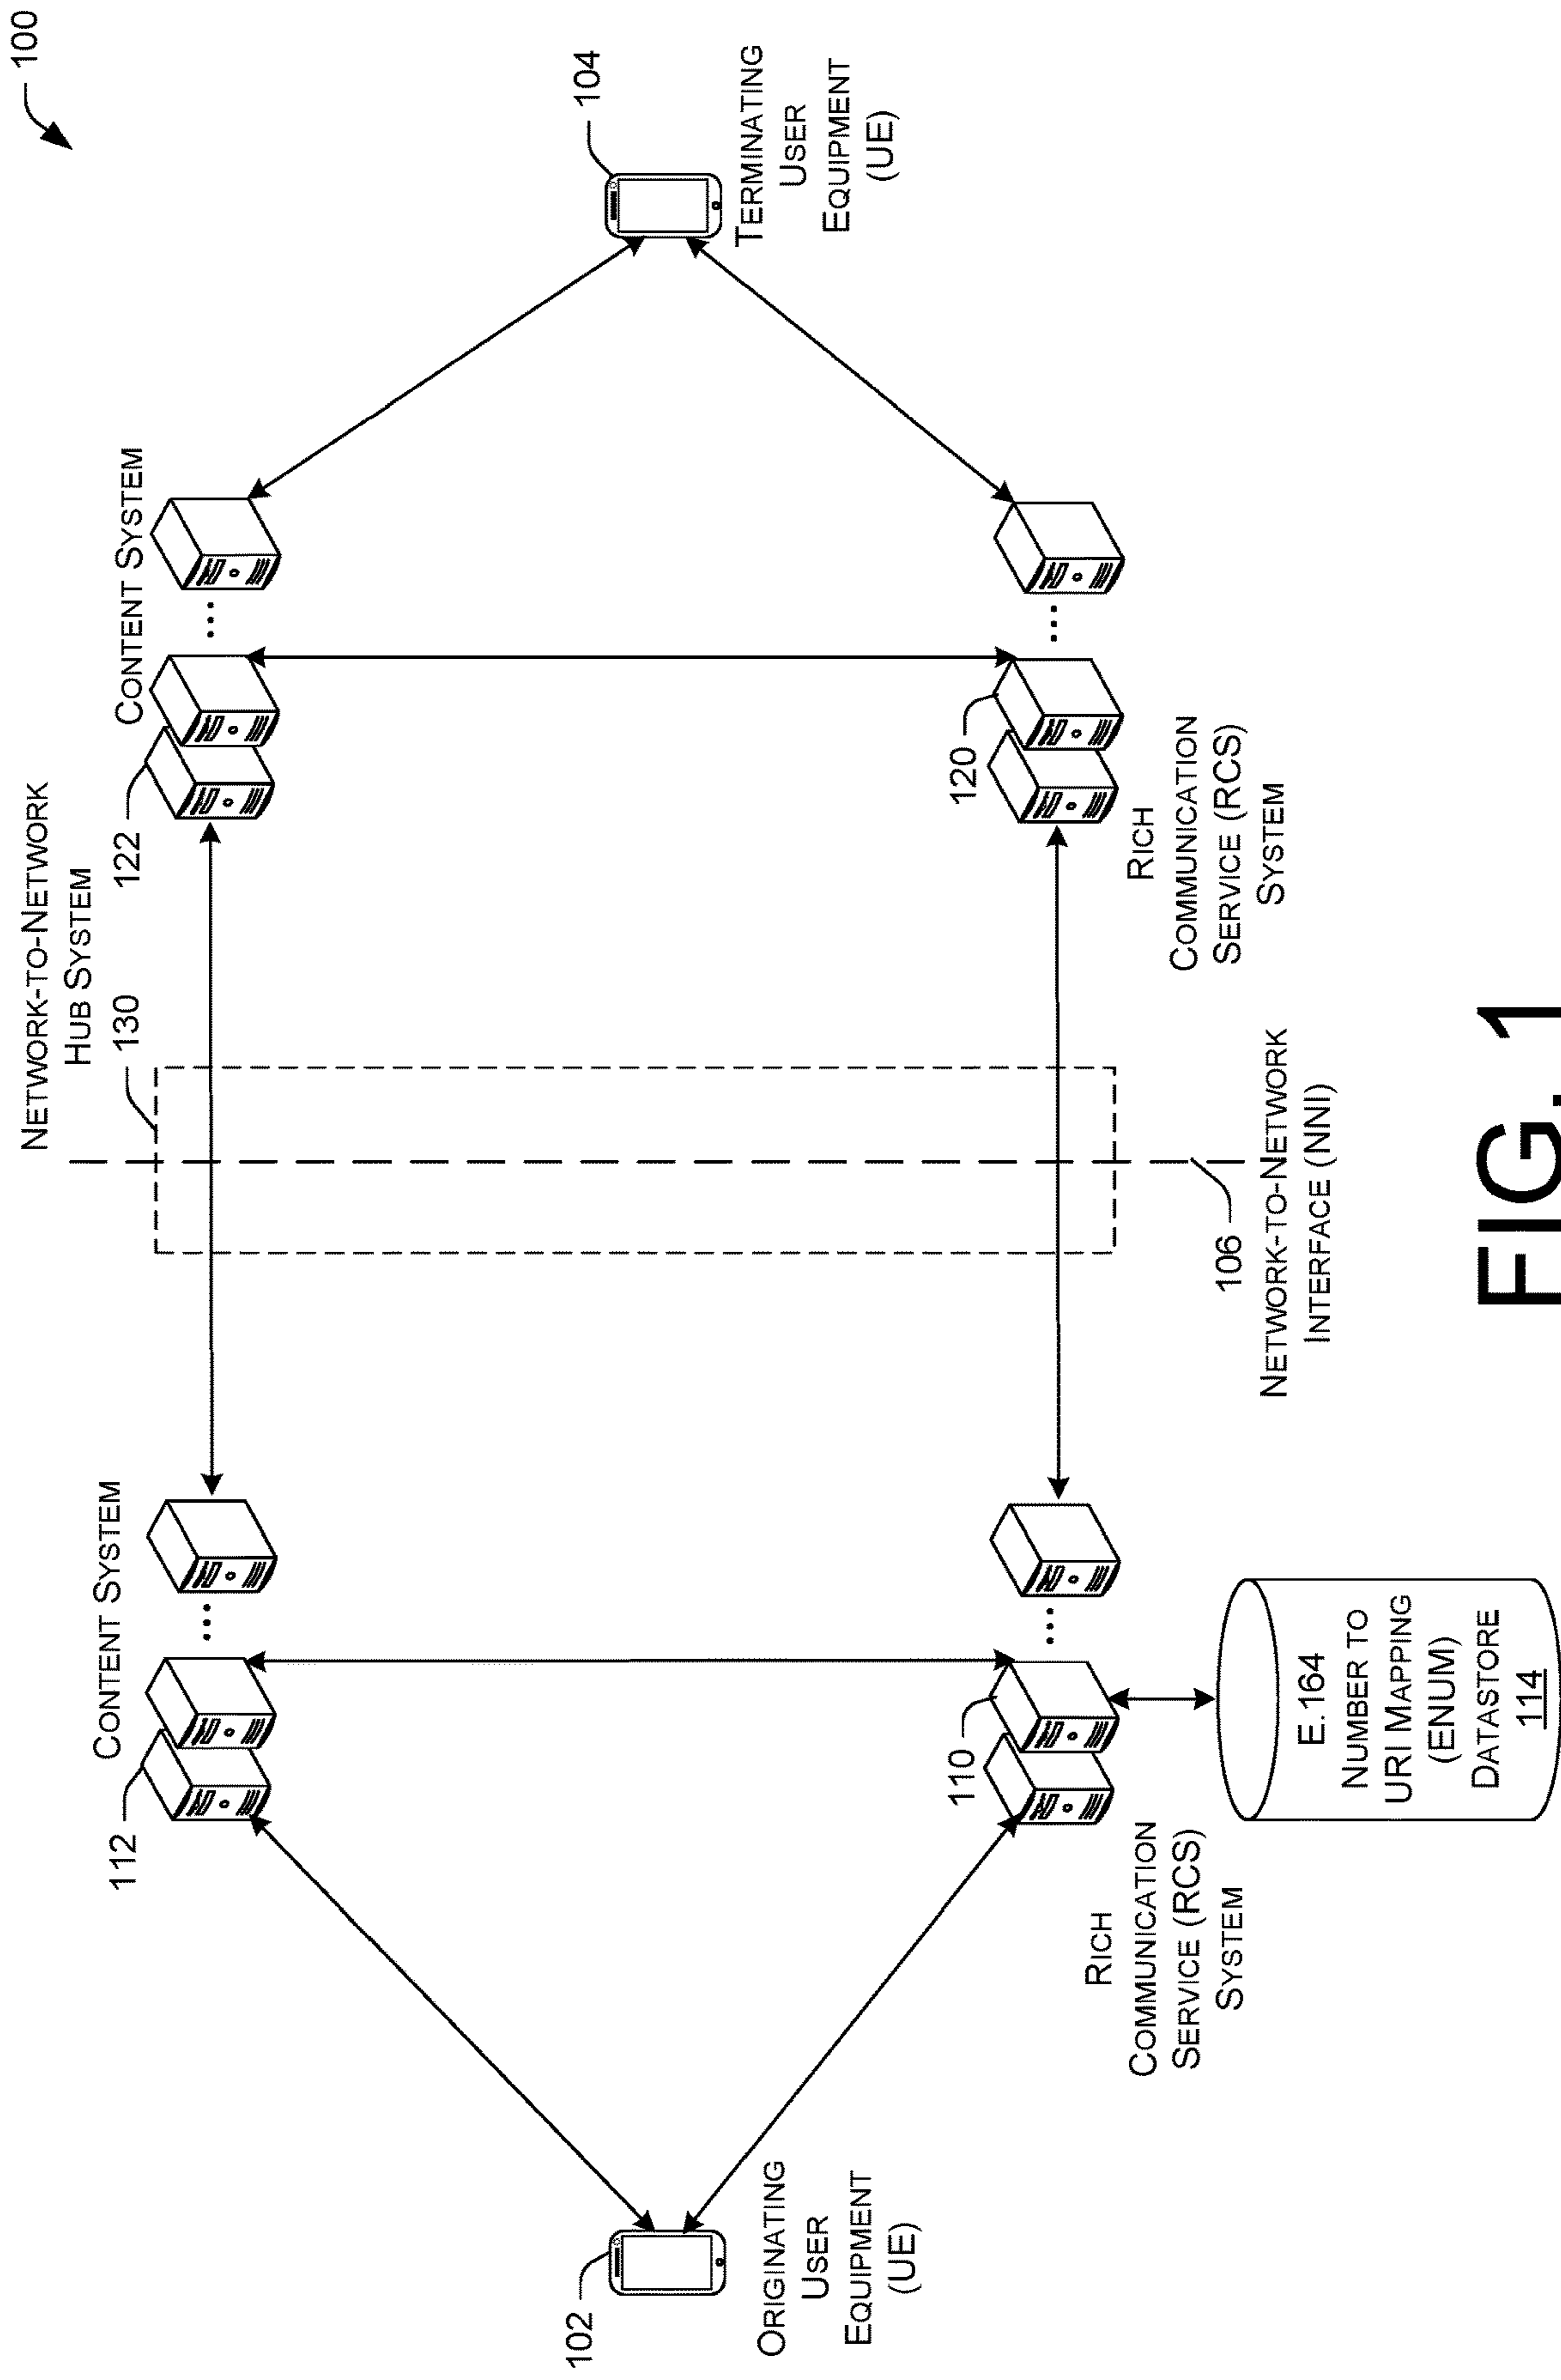 100
NETWORK-TO-NETWORK
HUB SYSTEM
130
CONTENT SYSTEM
112
CONTENT SYSTEM
122
102
ORIGINATING
USER
EQUIPMENT
(UE)
104
TERMINATING
USER
EQUIPMENT
(UE)
110
RICH
COMMUNICATION
SERVICE (RCS)
SYSTEM
120
RICH
COMMUNICATION
SERVICE (RCS)
SYSTEM
106
NETWORK-TO-NETWORK
INTERFACE (NNI)
E.164
NUMBER TO
URI MAPPING
(ENUM)
DATASTORE
114
FIG. 1